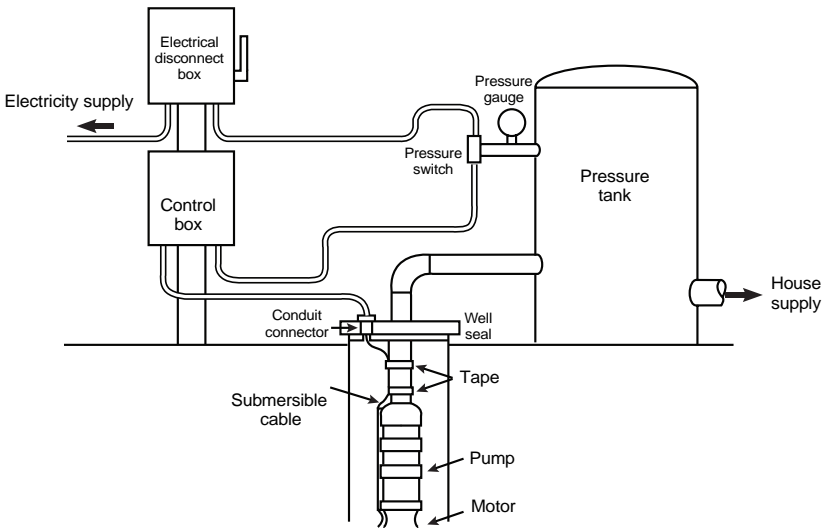 Electrical
disconnect
box
Electricity supply
Pressure
gauge
Pressure
switch
Pressure
tank
Control
box
House
supply
Conduit
connector
Well
seal
Tape
Submersible
cable
Pump
Motor